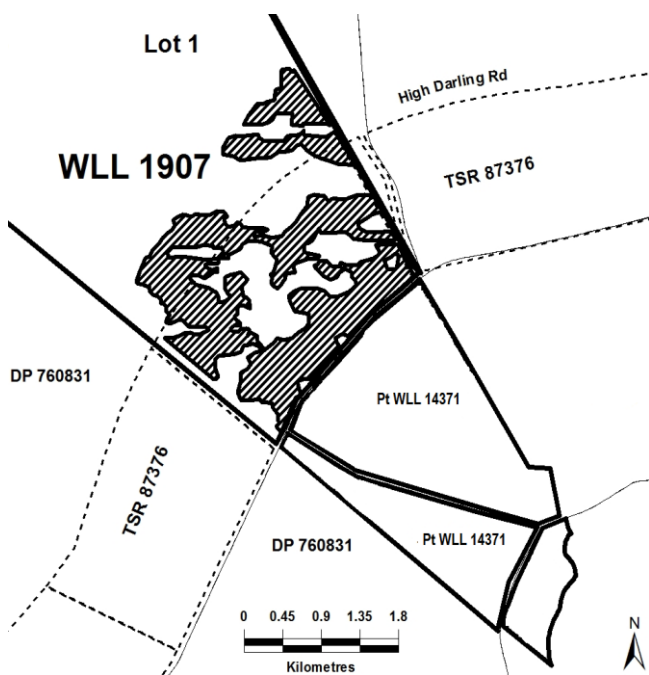 Lot 1
High Darling Rd
WLL 1907
TSR 87376
DP 760831
Pt WLL 14371
TSR 87376
DP 760831
Pt WLL 14371
0 0.45 0.9 1.35 1.8
Kilometres
N